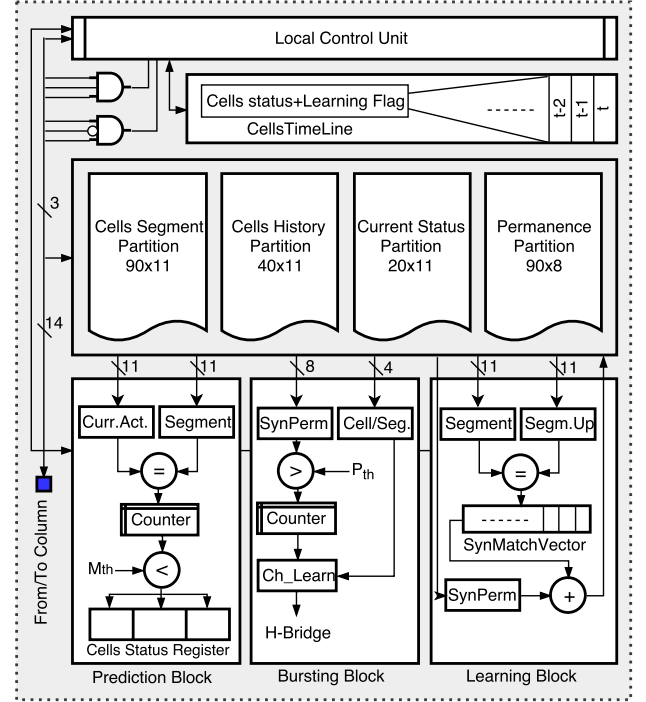 Local Control Unit
Cells status+Learning Flag
CellsTimeLine
t-2
t-1
t
3
14
Cells Segment
Partition
90x11
Cells History
Partition
40x11
Current Status
Partition
20x11
Permanence
Partition
90x8
11
11
8
4
11
11
Curr.Act.
Segment
=
Counter
Mth
<
Cells Status Register
Prediction Block
SynPerm
Cell/Seg.
>
Pth
Counter
Ch_Learn
H-Bridge
Bursting Block
Segment
Segm.Up
=
SynMatchVector
SynPerm
+
Learning Block
From/To Column